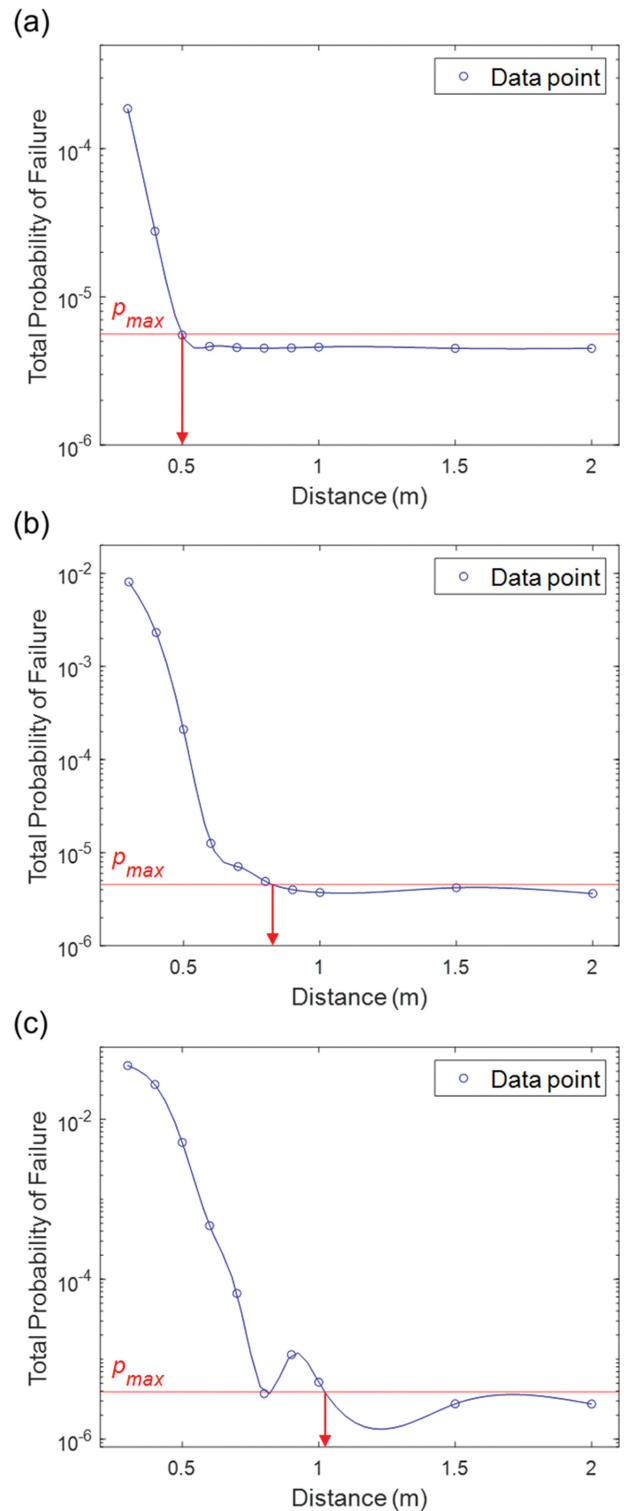 (a)
Data point
Total Probability of Failure
10^-4
10^-5
10^-6
p_max
0.5
1
1.5
2
Distance (m)
(b)
Data point
Total Probability of Failure
10^-2
10^-3
10^-4
10^-5
10^-6
p_max
0.5
1
1.5
2
Distance (m)
(c)
Data point
Total Probability of Failure
10^-2
10^-4
10^-6
p_max
0.5
1
1.5
2
Distance (m)